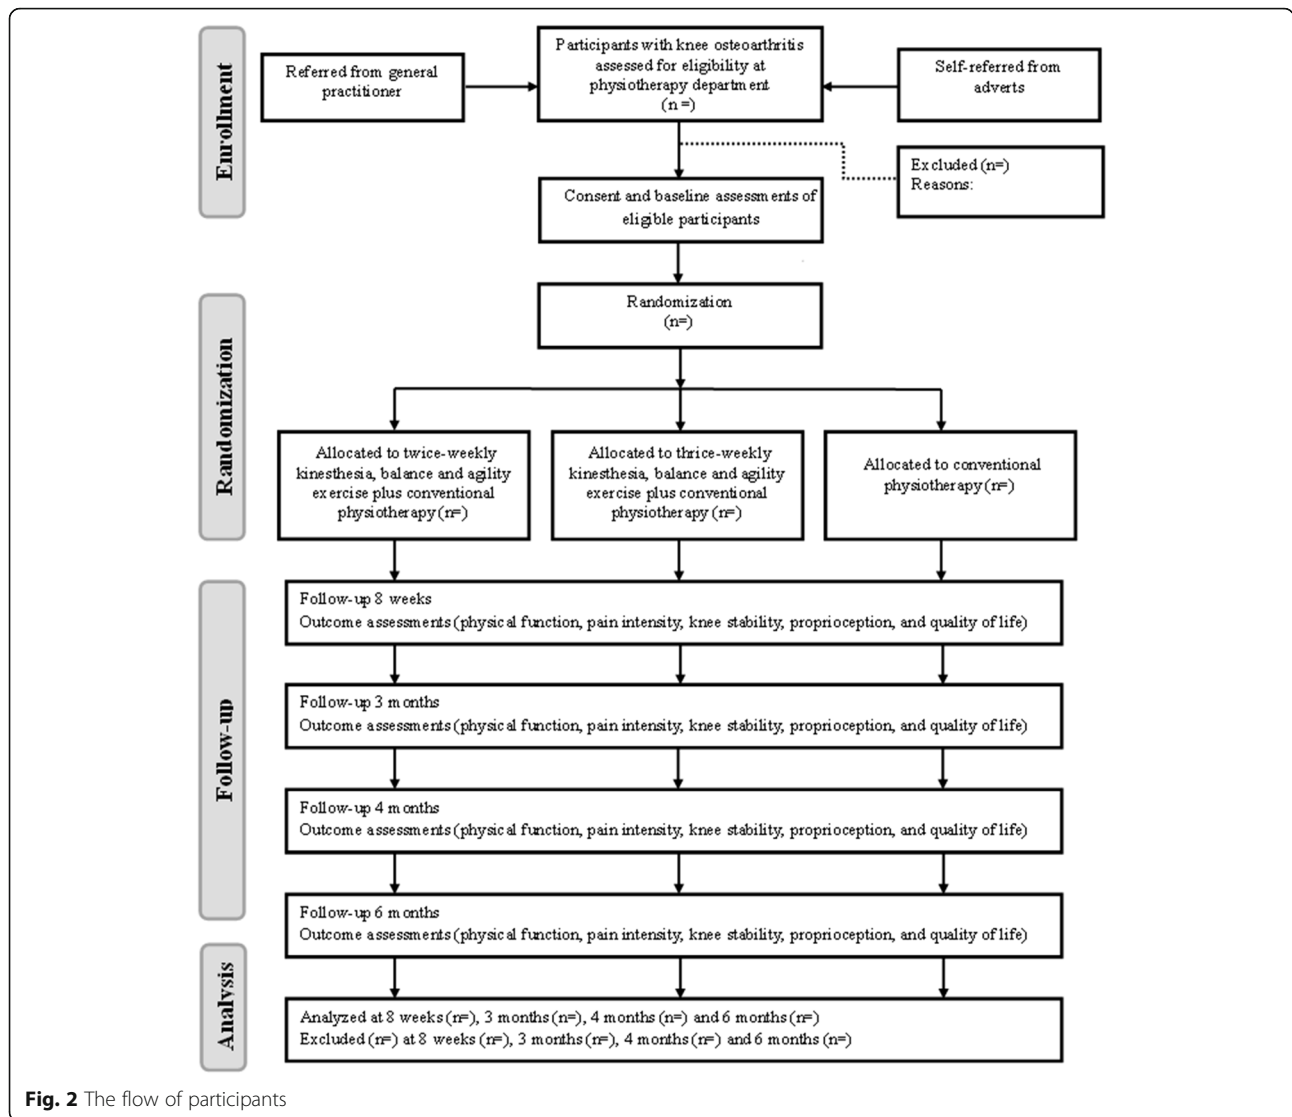 Enrollment
Referred from general
practitioner
Participants with knee osteoarthritis
assessed for eligibility at
physiotherapy department
(n =)
Self-referred from
adverts
Excluded (n=)
Reasons:
Consent and baseline assessments of
eligible participants
Randomization
Randomization
(n=)
Allocated to twice-weekly
kinesthesia, balance and agility
exercise plus conventional
physiotherapy (n=)
Allocated to thrice-weekly
kinesthesia, balance and agility
exercise plus conventional
physiotherapy (n=)
Allocated to conventional
physiotherapy (n=)
Follow-up
Follow-up 8 weeks
Outcome assessments (physical function, pain intensity, knee stability, proprioception, and quality of life)
Follow-up 3 months
Outcome assessments (physical function, pain intensity, knee stability, proprioception, and quality of life)
Follow-up 4 months
Outcome assessments (physical function, pain intensity, knee stability, proprioception, and quality of life)
Follow-up 6 months
Outcome assessments (physical function, pain intensity, knee stability, proprioception, and quality of life)
Analysis
Analyzed at 8 weeks (n=), 3 months (n=), 4 months (n=) and 6 months (n=)
Excluded (n=) at 8 weeks (n=), 3 months (n=), 4 months (n=) and 6 months (n=)
Fig. 2 The flow of participants